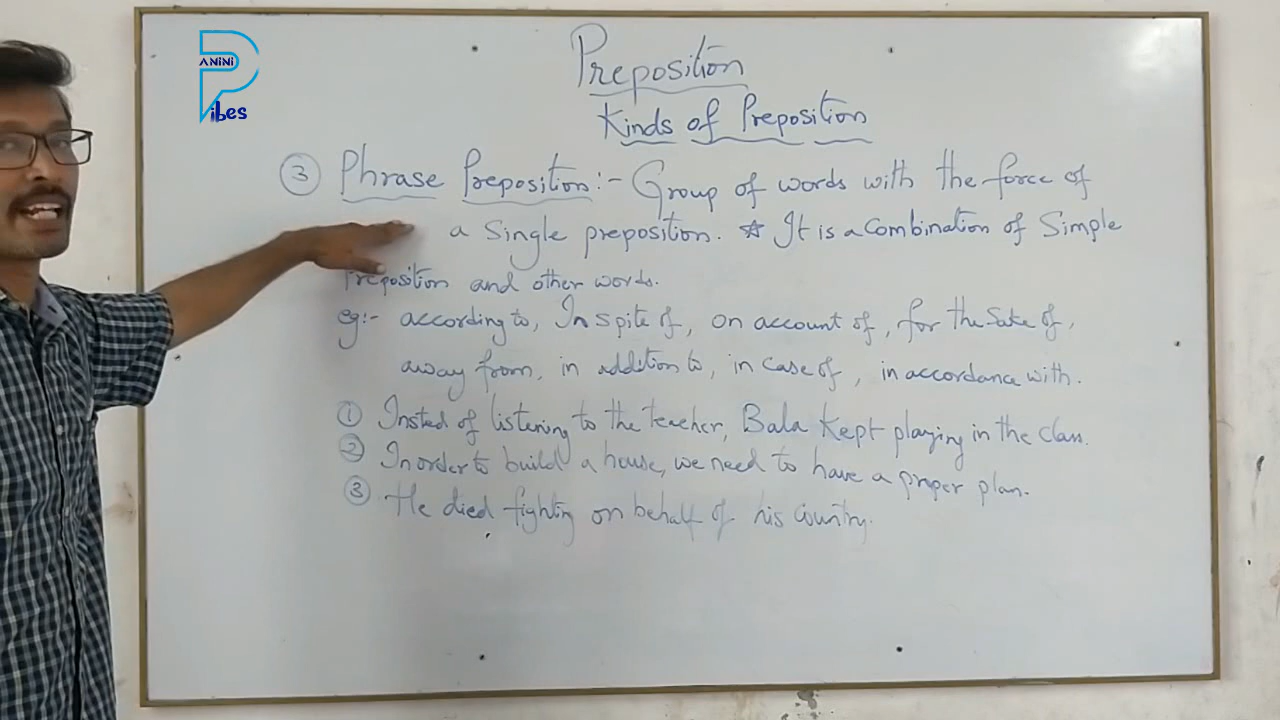 PANINI
Vibes
Preposition
Kinds of Preposition
③ Phrase Preposition:- Group of words with the force of
a Single preposition. ☆ It is a Combination of Simple
Preposition and other words.
eg:- according to, In spite of, on account of, for the Sake of,
away from, in addition to, in case of, in accordance with.
① Insted of listening to the teacher, Bala Kept playing in the class.
② In order to build a house, we need to have a proper plan.
③ He died fighting on behalf of his Country.